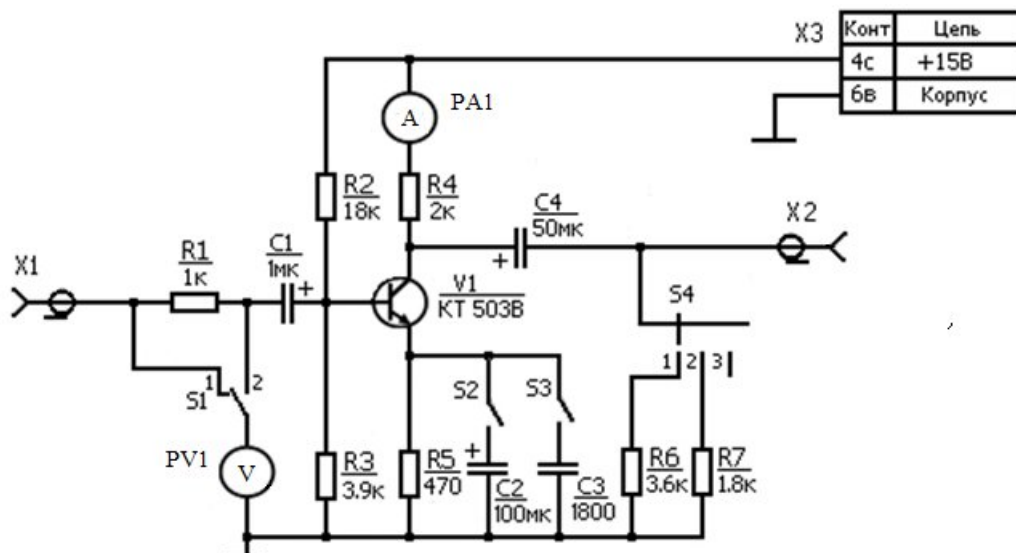 X3
Конт Цепь
4с +15В
6в Корпус
PA1
A
R2
18к
R4
2к
C4
50мк
X2
X1
R1
1к
C1
1мк
+
+
V1
КТ 503В
S4
1 2 3
S1
1 2
S2
S3
PV1
V
R3
3.9к
R5
470
+
C2
100мк
C3
1800
R6
3.6к
R7
1.8к